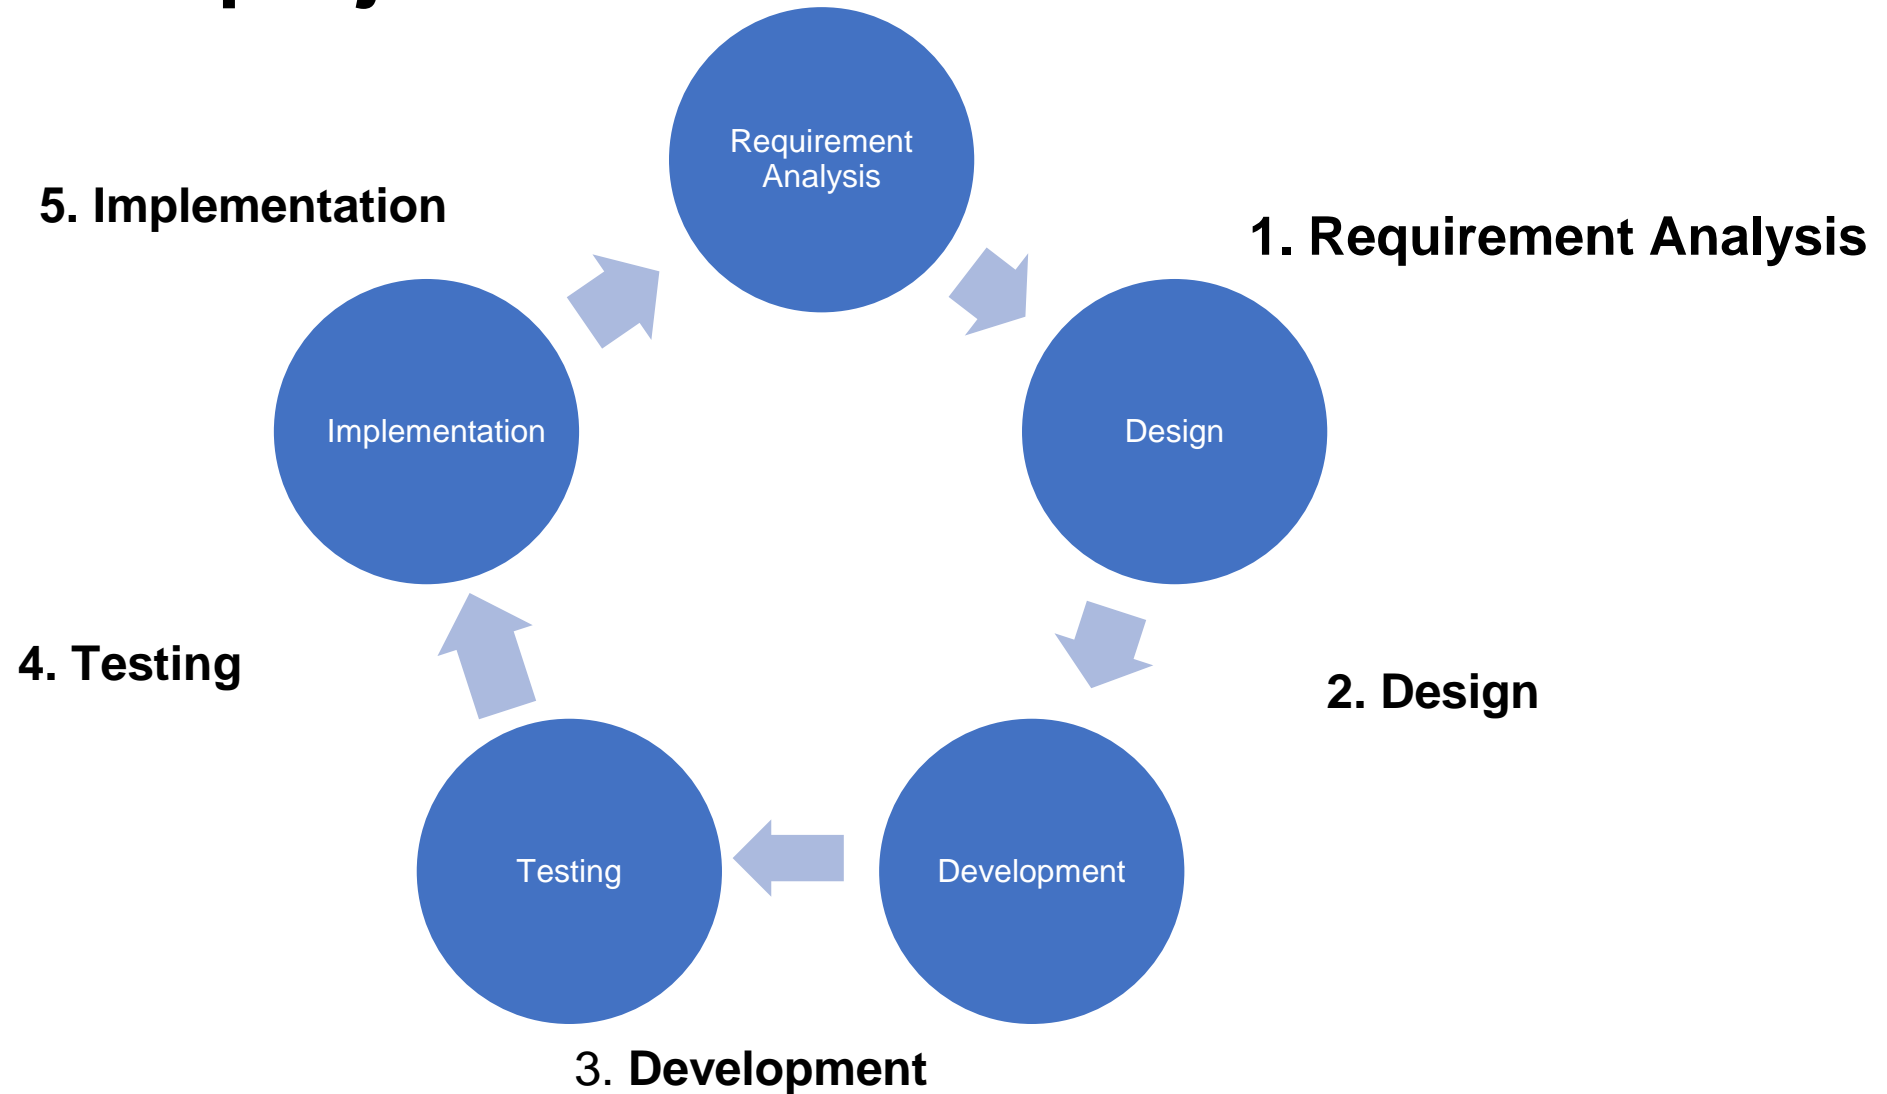 Requirement
Analysis
5. Implementation
1. Requirement Analysis
Implementation
Design
4. Testing
2. Design
Testing
Development
3. Development